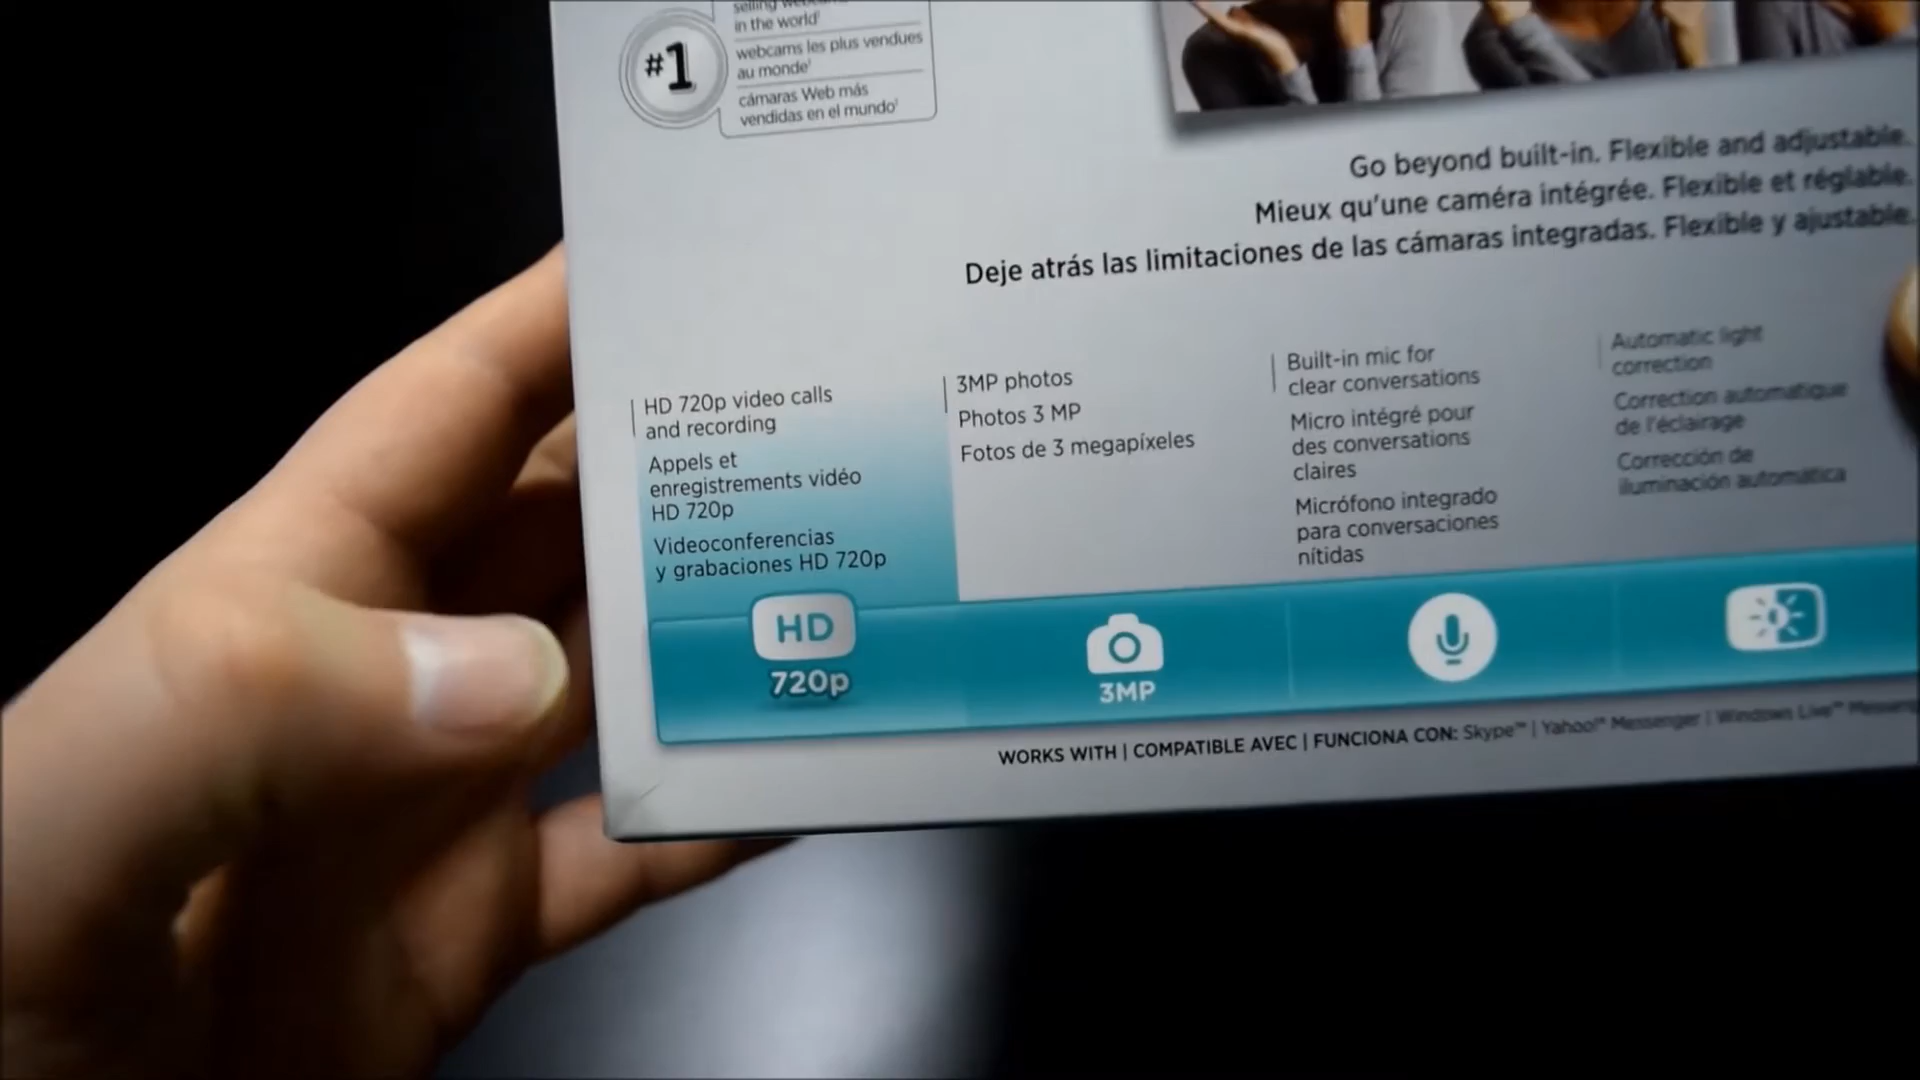 selling
in the world¹
webcams les plus vendues
au monde¹
cámaras Web más
vendidas en el mundo¹
#1
Go beyond built-in. Flexible and adjustable.
Mieux qu'une caméra intégrée. Flexible et réglable.
Deje atrás las limitaciones de las cámaras integradas. Flexible y ajustable.
HD 720p video calls
and recording
Appels et
enregistrements vidéo
HD 720p
Videoconferencias
y grabaciones HD 720p
3MP photos
Photos 3 MP
Fotos de 3 megapíxeles
Built-in mic for
clear conversations
Micro intégré pour
des conversations
claires
Micrófono integrado
para conversaciones
nítidas
Automatic light
correction
Correction automatique
de l'éclairage
Corrección de
iluminación automática
HD
720p
3MP
WORKS WITH | COMPATIBLE AVEC | FUNCIONA CON: Skype™ | Yahoo!® Messenger | Windows Live™